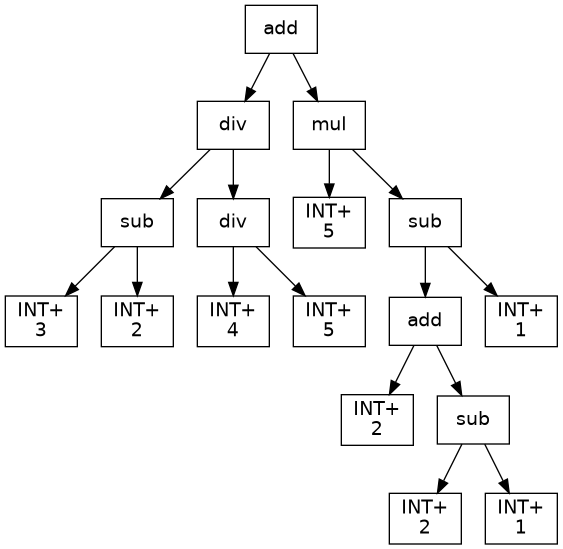 add
div
mul
sub
div
INT+
5
sub
INT+
3
INT+
2
INT+
4
INT+
5
add
INT+
1
INT+
2
sub
INT+
2
INT+
1